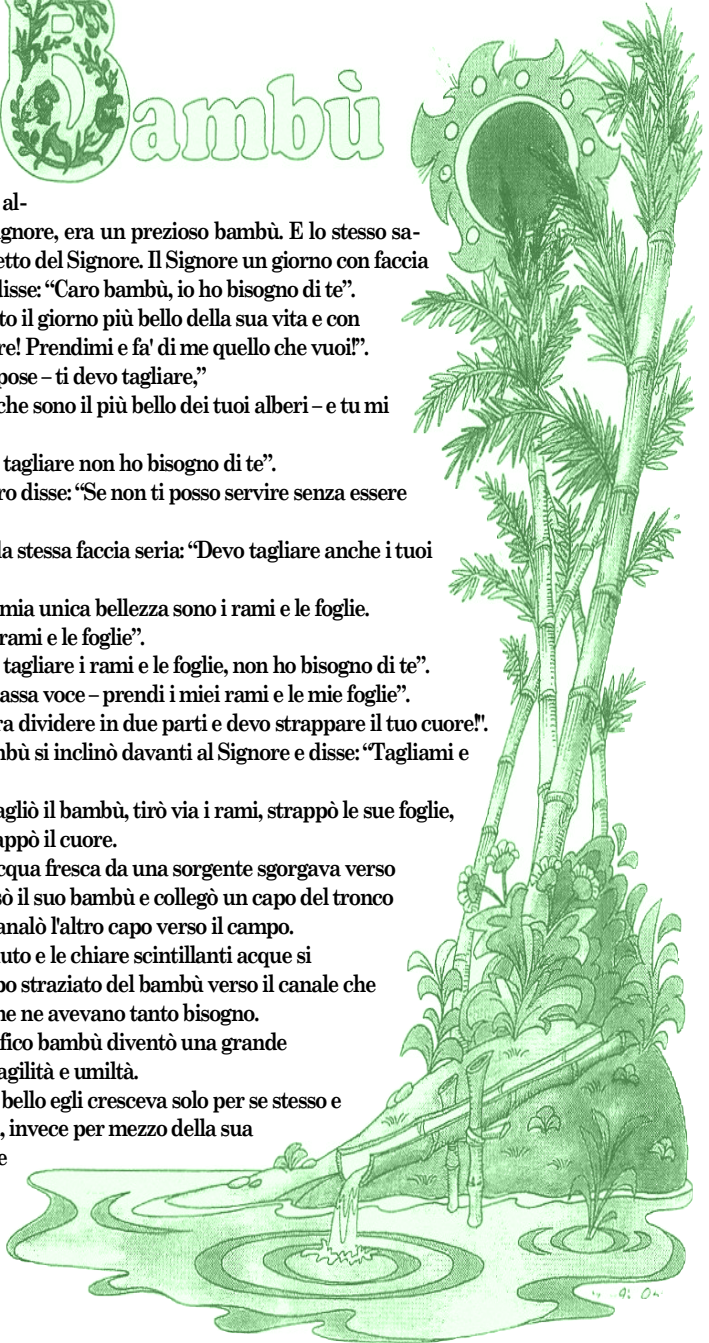 Bambù
al-
gnore, era un prezioso bambù. E lo stesso sa-
etto del Signore. Il Signore un giorno con faccia
disse: “Caro bambù, io ho bisogno di te”.
to il giorno più bello della sua vita e con
re! Prendimi e fa' di me quello che vuoi!”.
pose – ti devo tagliare,”
che sono il più bello dei tuoi alberi – e tu mi
tagliare non ho bisogno di te”.
ro disse: “Se non ti posso servire senza essere
la stessa faccia seria: “Devo tagliare anche i tuoi
mia unica bellezza sono i rami e le foglie.
rami e le foglie”.
tagliare i rami e le foglie, non ho bisogno di te”.
assa voce – prendi i miei rami e le mie foglie”.
ra dividere in due parti e devo strappare il tuo cuore!".
mbù si inclinò davanti al Signore e disse: “Tagliami e
agliò il bambù, tirò via i rami, strappò le sue foglie,
appò il cuore.
cqua fresca da una sorgente sgorgava verso
sò il suo bambù e collegò un capo del tronco
analò l'altro capo verso il campo.
uto e le chiare scintillanti acque si
po straziato del bambù verso il canale che
he ne avevano tanto bisogno.
fico bambù diventò una grande
agilità e umiltà.
bello egli cresceva solo per se stesso e
, invece per mezzo della sua
e